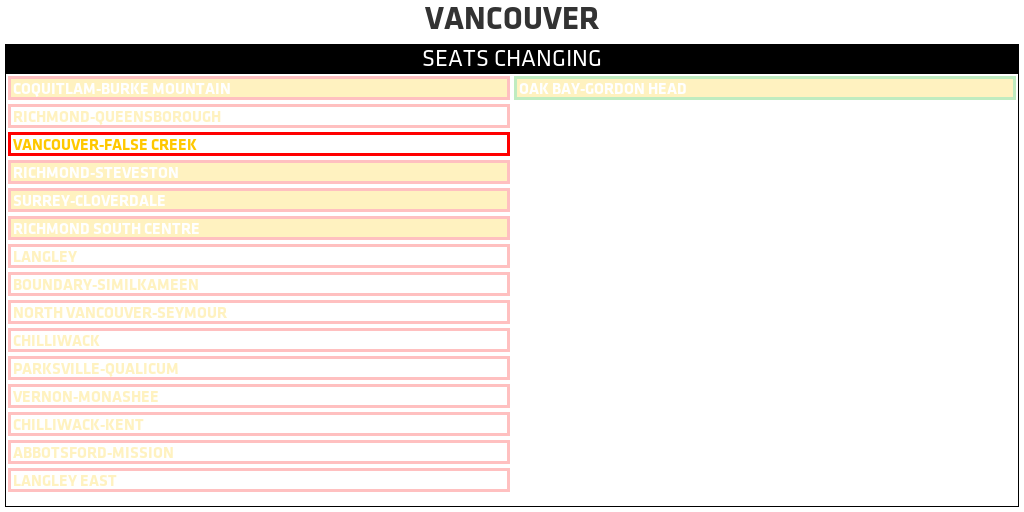 VANCOUVER
SEATS CHANGING
COQUITLAM-BURKE MOUNTAIN
OAK BAY-GORDON HEAD
RICHMOND-QUEENSBOROUGH
VANCOUVER-FALSE CREEK
RICHMOND-STEVESTON
SURREY-CLOVERDALE
RICHMOND SOUTH CENTRE
LANGLEY
BOUNDARY-SIMILKAMEEN
NORTH VANCOUVER-SEYMOUR
CHILLIWACK
PARKSVILLE-QUALICUM
VERNON-MONASHEE
CHILLIWACK-KENT
ABBOTSFORD-MISSION
LANGLEY EAST